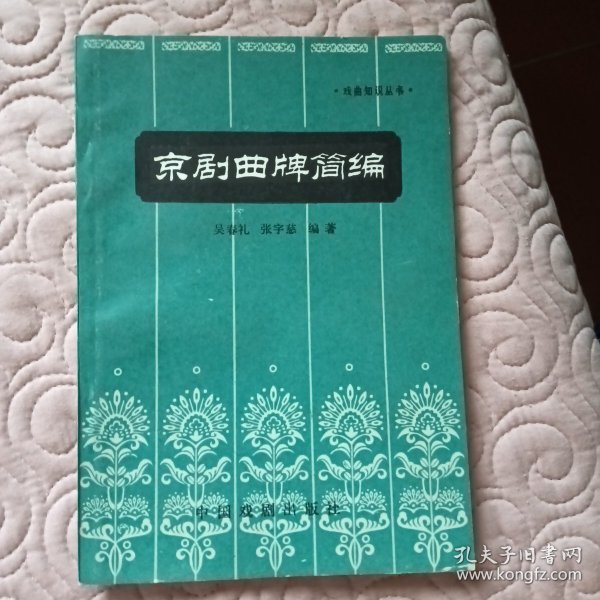 ·戏曲知识丛书·
京剧曲牌简编
吴春礼 张宇慈 编著
中国戏剧出版社
孔夫子旧书网
www.kongfz.com